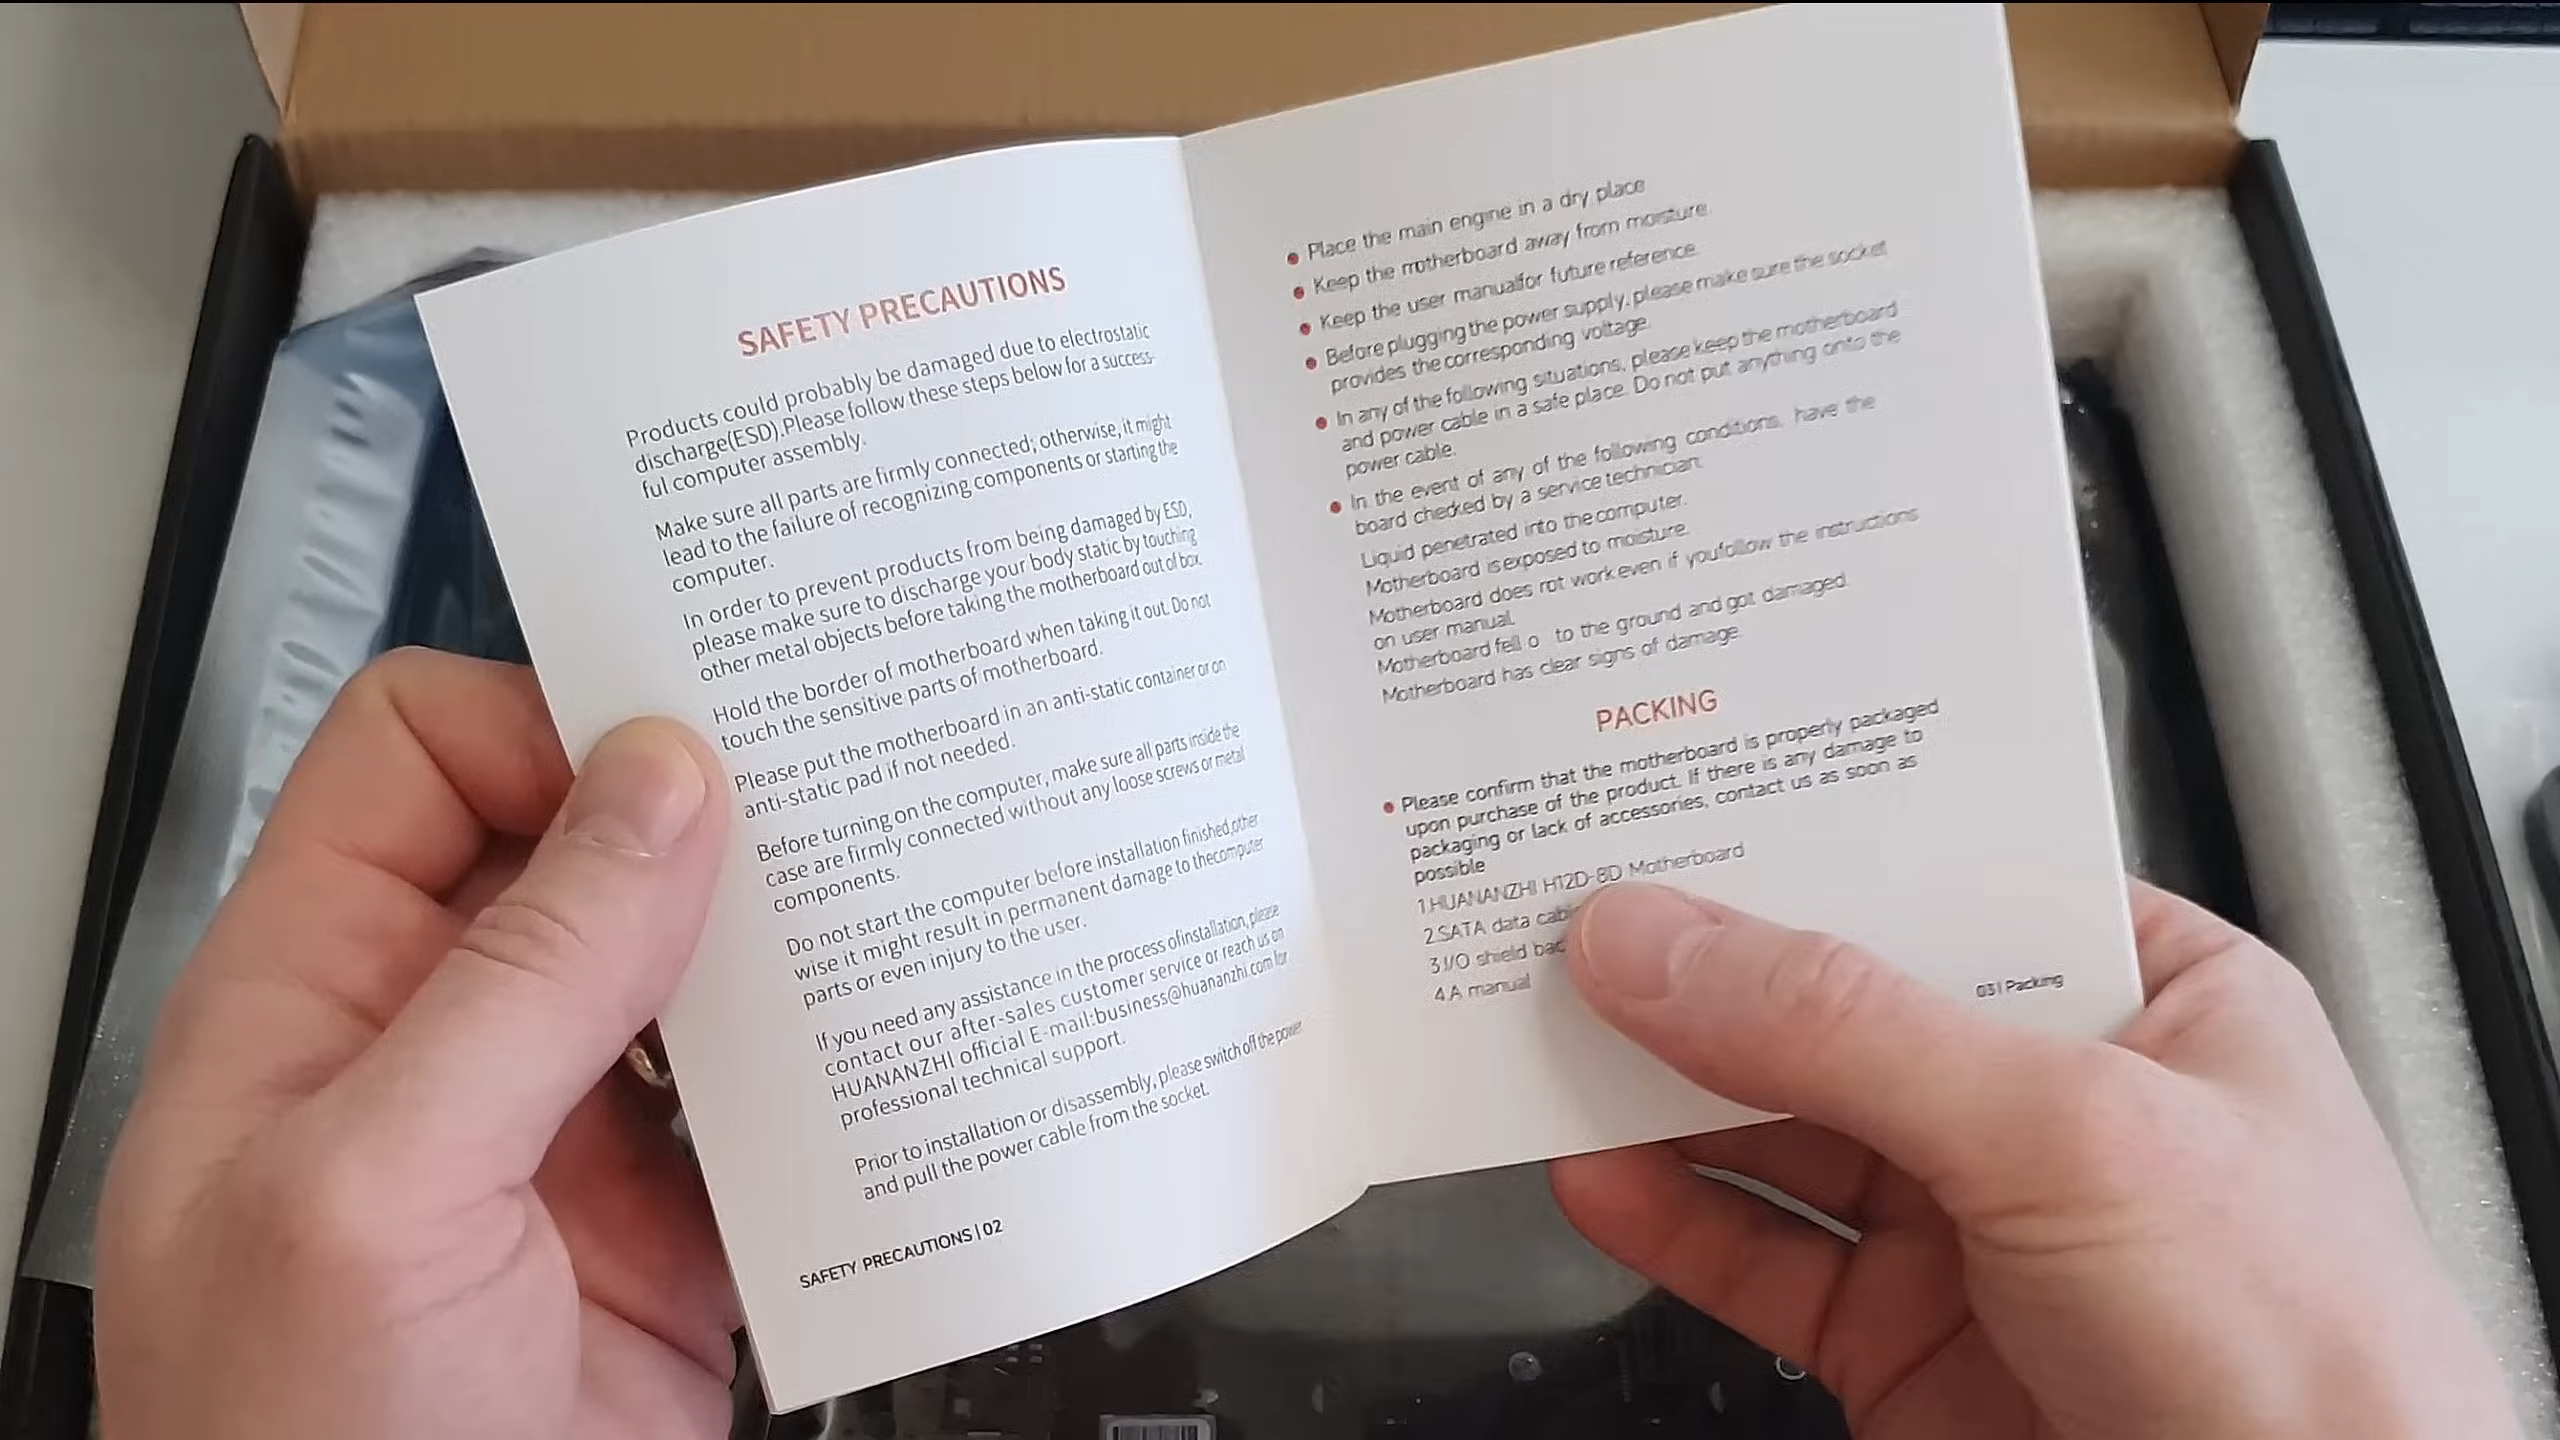 SAFETY PRECAUTIONS
Products could probably be damaged due to electrostatic
discharge(ESD).Please follow these steps below for a success-
ful computer assembly.
Make sure all parts are firmly connected; otherwise, it might
lead to the failure of recognizing components or starting the
computer.
In order to prevent products from being damaged by ESD,
please make sure to discharge your body static by touching
other metal objects before taking the motherboard out of box.
Hold the border of motherboard when taking it out. Do not
touch the sensitive parts of motherboard.
Please put the motherboard in an anti-static container or on
anti-static pad if not needed.
Before turning on the computer, make sure all parts inside the
case are firmly connected without any loose screws or metal
components.
Do not start the computer before installation finished,other
wise it might result in permanent damage to thecomputer
parts or even injury to the user.
If you need any assistance in the process ofinstallation, please
contact our after-sales customer service or reach us on
HUANANZHI official E-mail:business@huananzhi.com for
professional technical support.
Prior to installation or disassembly, please switch off the power
and pull the power cable from the socket.
SAFETY PRECAUTIONS | 02
Place the main engine in a dry place
Keep the motherboard away from moisture.
Keep the user manualfor future reference.
Before plugging the power supply, please make sure the socket
provides the corresponding voltage.
In any of the following situations, please keep the motherboard
and power cable in a safe place. Do not put anything onto the
power cable.
In the event of any of the following conditions, have the
board checked by a service technician:
Liquid penetrated into the computer.
Motherboard is exposed to moisture.
Motherboard does not work even if youfollow the instructions
on user manual.
Motherboard fell o to the ground and got damaged.
Motherboard has clear signs of damage.
PACKING
Please confirm that the motherboard is properly packaged
upon purchase of the product. If there is any damage to
packaging or lack of accessories, contact us as soon as
possible
1.HUANANZHI H12D-8D Motherboard
2.SATA data
3.I/O shield
4.A manual
03 | Packing